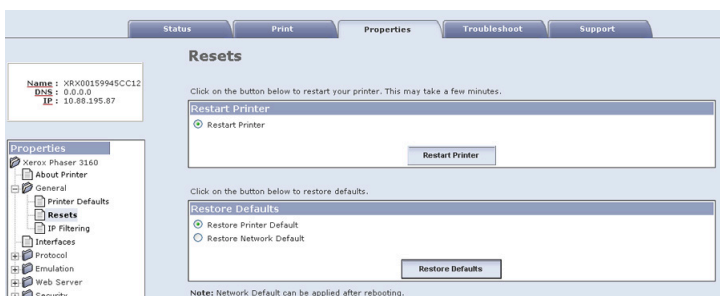 Status Print Properties Troubleshoot Support
Resets
Name : XRX00159945CC12
DNS : 0.0.0.0
IP : 10.88.195.87
Click on the button below to restart your printer. This may take a few minutes.
Restart Printer
Restart Printer
Restart Printer
Properties
Xerox Phaser 3160
About Printer
General
Printer Defaults
Resets
IP Filtering
Interfaces
Protocol
Emulation
Web Server
Security
Click on the button below to restore defaults.
Restore Defaults
Restore Printer Default
Restore Network Default
Restore Defaults
Note: Network Default can be applied after rebooting.